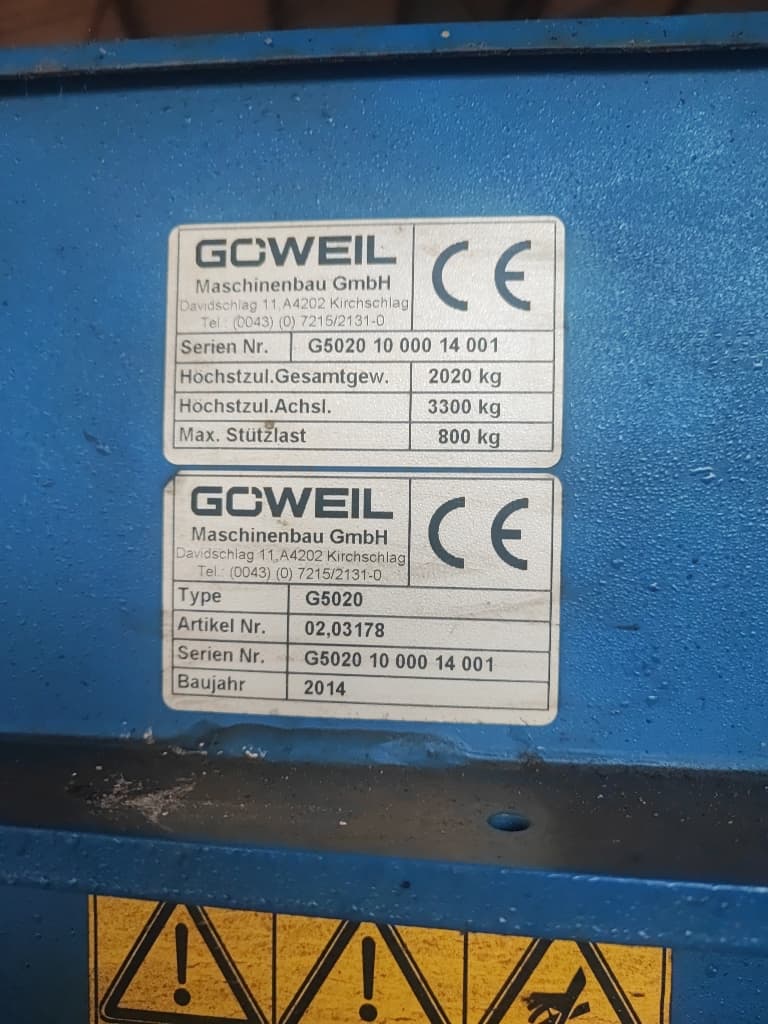 GÖWEIL
CE
Maschinenbau GmbH
Davidschlag 11,A4202 Kirchschlag
Tel.: (0043) (0) 7215/2131-0
Serien Nr. G5020 10 000 14 001
Höchstzul.Gesamtgew. 2020 kg
Höchstzul.Achsl. 3300 kg
Max. Stützlast 800 kg
GÖWEIL
CE
Maschinenbau GmbH
Davidschlag 11,A4202 Kirchschlag
Tel.: (0043) (0) 7215/2131-0
Type G5020
Artikel Nr. 02,03178
Serien Nr. G5020 10 000 14 001
Baujahr 2014